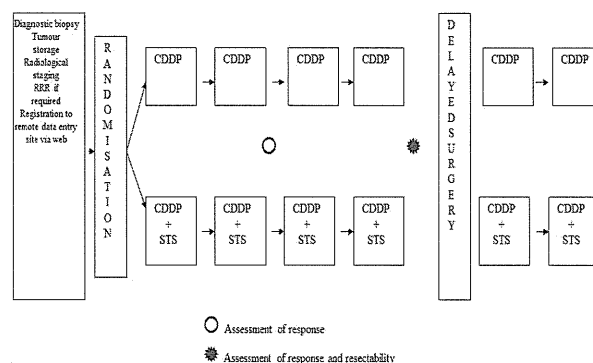 Diagnostic biopsy
Tumour
storage
Radiological
staging
RRR if
required
Registration to
remote data entry
site via web
R
A
N
D
O
M
I
S
A
T
I
O
N
CDDP
CDDP
CDDP
CDDP
CDDP
+
STS
CDDP
+
STS
CDDP
+
STS
CDDP
+
STS
D
E
L
A
Y
E
D
S
U
R
G
E
R
Y
CDDP
CDDP
CDDP
+
STS
CDDP
+
STS
Assessment of response
Assessment of response and resectability